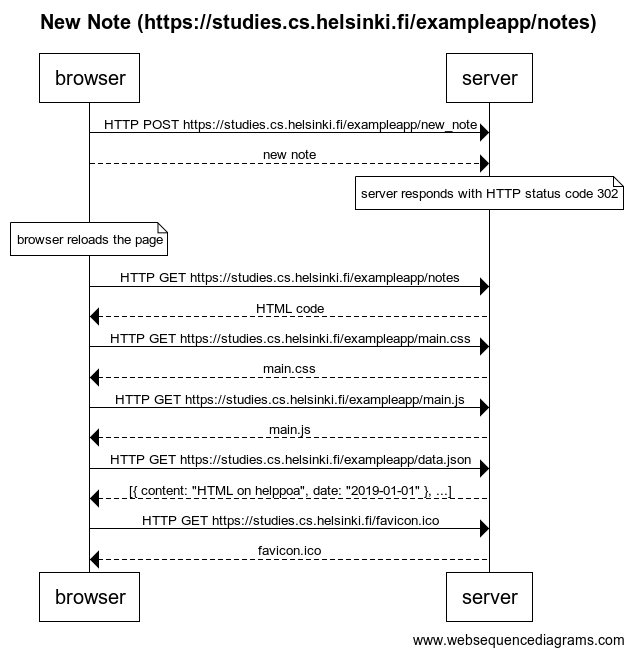 New Note (https://studies.cs.helsinki.fi/exampleapp/notes)
browser
server
HTTP POST https://studies.cs.helsinki.fi/exampleapp/new_note
new note
server responds with HTTP status code 302
browser reloads the page
HTTP GET https://studies.cs.helsinki.fi/exampleapp/notes
HTML code
HTTP GET https://studies.cs.helsinki.fi/exampleapp/main.css
main.css
HTTP GET https://studies.cs.helsinki.fi/exampleapp/main.js
main.js
HTTP GET https://studies.cs.helsinki.fi/exampleapp/data.json
[{ content: "HTML on helppoa", date: "2019-01-01" }, ...]
HTTP GET https://studies.cs.helsinki.fi/favicon.ico
favicon.ico
browser
server
www.websequencediagrams.com